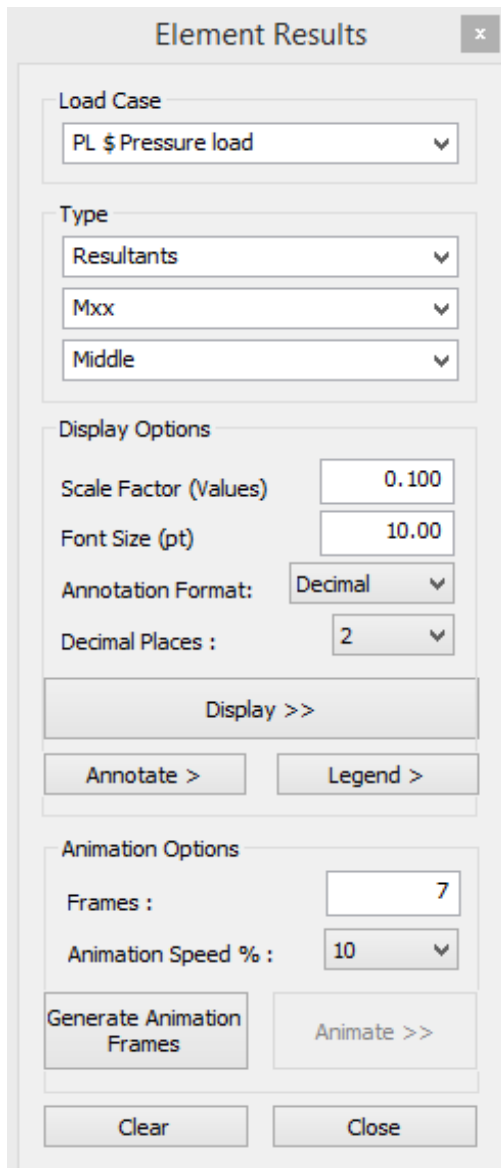 Element Results
x
Load Case
PL $ Pressure load
Type
Resultants
Mxx
Middle
Display Options
Scale Factor (Values) 0.100
Font Size (pt) 10.00
Annotation Format: Decimal
Decimal Places : 2
Display >>
Annotate > Legend >
Animation Options
Frames : 7
Animation Speed % : 10
Generate Animation
Frames
Animate >>
Clear Close